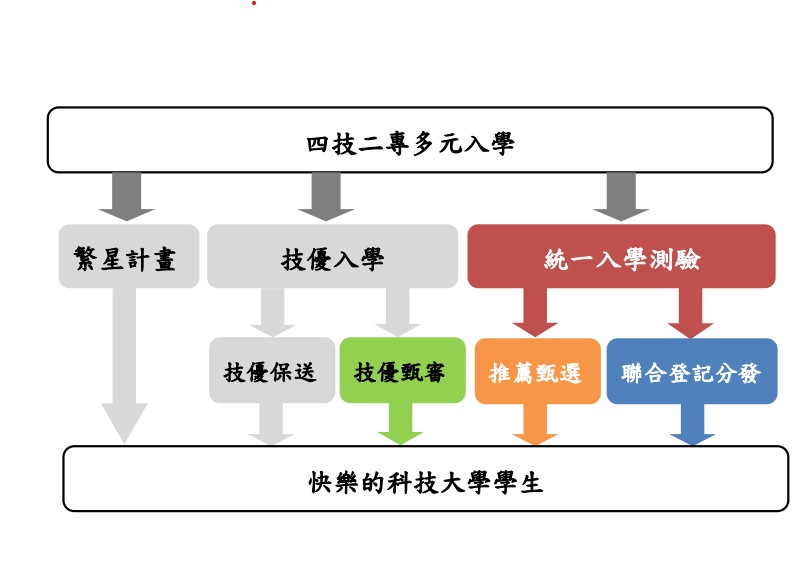 四技二專多元入學
繁星計畫
技優入學
統一入學測驗
技優保送
技優甄審
推薦甄選
聯合登記分發
快樂的科技大學學生